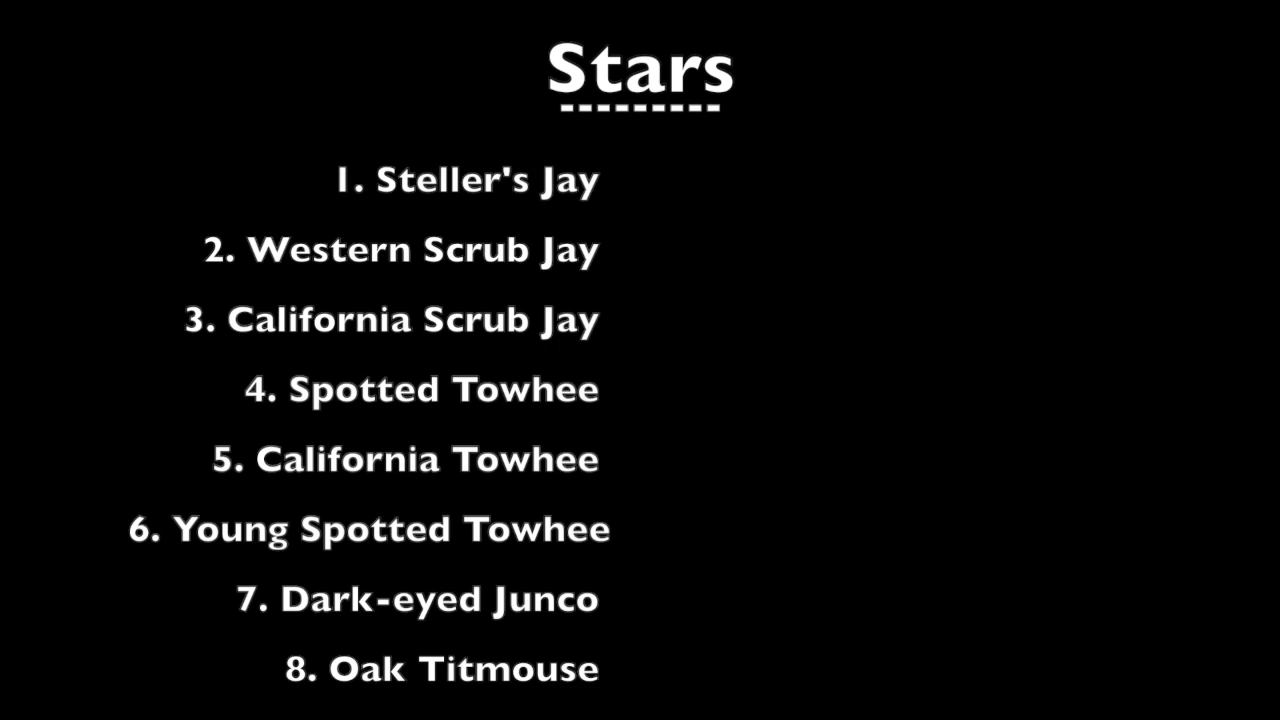 Stars
---------
1. Steller's Jay
2. Western Scrub Jay
3. California Scrub Jay
4. Spotted Towhee
5. California Towhee
6. Young Spotted Towhee
7. Dark-eyed Junco
8. Oak Titmouse